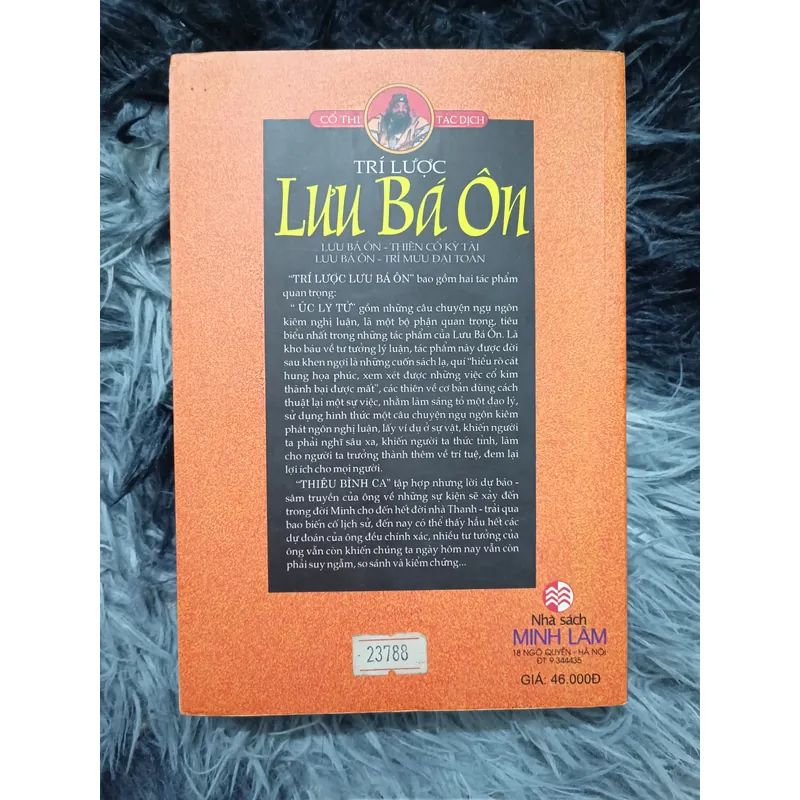 CỔ THI TÁC DỊCH
TRÍ LƯỢC
LƯU BÁ ÔN
LƯU BÁ ÔN - THIÊN CỔ KỲ TÀI
LƯU BÁ ÔN - TRÍ MƯU ĐẠI TOÀN
"TRÍ LƯỢC LƯU BÁ ÔN" bao gồm hai tác phẩm
quan trọng:
" ÚC LY TỬ" gồm những câu chuyện ngụ ngôn
kiêm nghị luận, là một bộ phận quan trọng, tiêu
biểu nhất trong những tác phẩm của Lưu Bá Ôn. Là
kho báu về tư tưởng lý luận, tác phẩm này được đời
sau khen ngợi là những cuốn sách lạ, quí "hiểu rõ cát
hung họa phúc, xem xét được những việc cổ kim
thành bại được mất", các thiên về cơ bản dùng cách
thuật lại một sự việc, nhằm làm sáng tỏ một đạo lý,
sử dụng hình thức một câu chuyện ngụ ngôn kiêm
phát ngôn nghị luận, lấy ví dụ ở sự vật, khiến người
ta phải nghĩ sâu xa, khiến người ta thức tỉnh, làm
cho người ta trưởng thành thêm về trí tuệ, đem lại
lợi ích cho mọi người.
"THIÊU BÍNH CA" tập hợp nhưng lời dự báo -
sấm truyền của ông về những sự kiện sẽ xảy đến
trong đời Minh cho đến hết đời nhà Thanh - trải qua
bao biến cố lịch sử, đến nay có thể thấy hầu hết các
dự đoán của ông đều chính xác, nhiều tư tưởng của
ông vẫn còn khiến chúng ta ngày hôm nay vẫn còn
phải suy ngẫm, so sánh và kiểm chứng...
Nhà sách
MINH LÂM
18 NGÔ QUYỀN - HÀ NỘI
ĐT 9.344435
GIÁ: 46.000Đ
23788